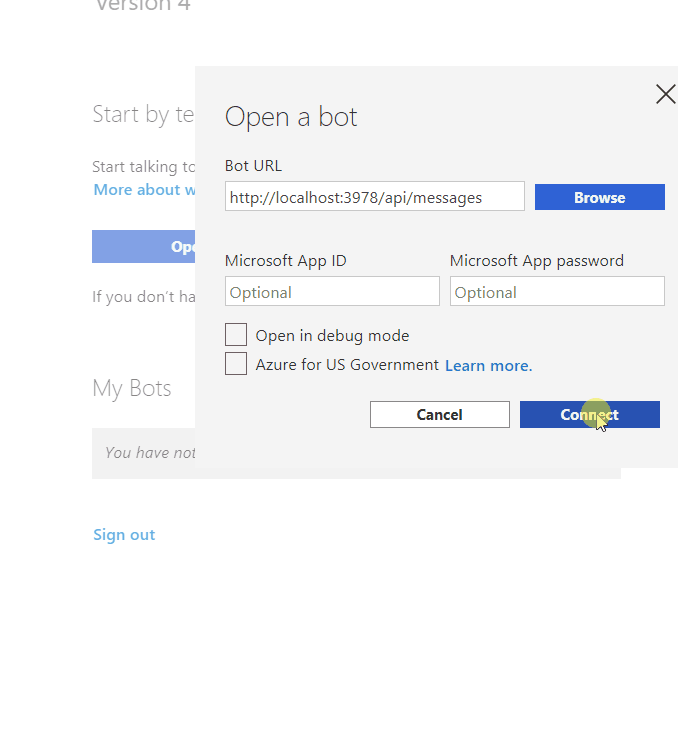 Version 4
Open a bot
Start by te
Bot URL
Start talking to
More about w
http://localhost:3978/api/messages
Browse
Ope
Microsoft App ID
Microsoft App password
Optional
Optional
If you don't ha
Open in debug mode
Azure for US Government Learn more.
My Bots
Cancel
Connect
You have not
Sign out